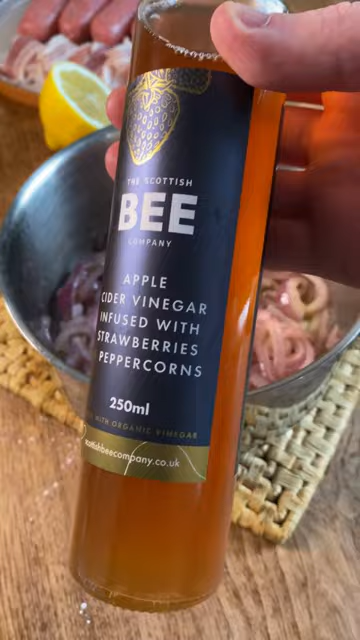 THE SCOTTISH
BEE
COMPANY
APPLE
CIDER VINEGAR
INFUSED WITH
STRAWBERRIES
PEPPERCORNS
250ml
WITH ORGANIC VINEGAR
scottishbeecompany.co.uk